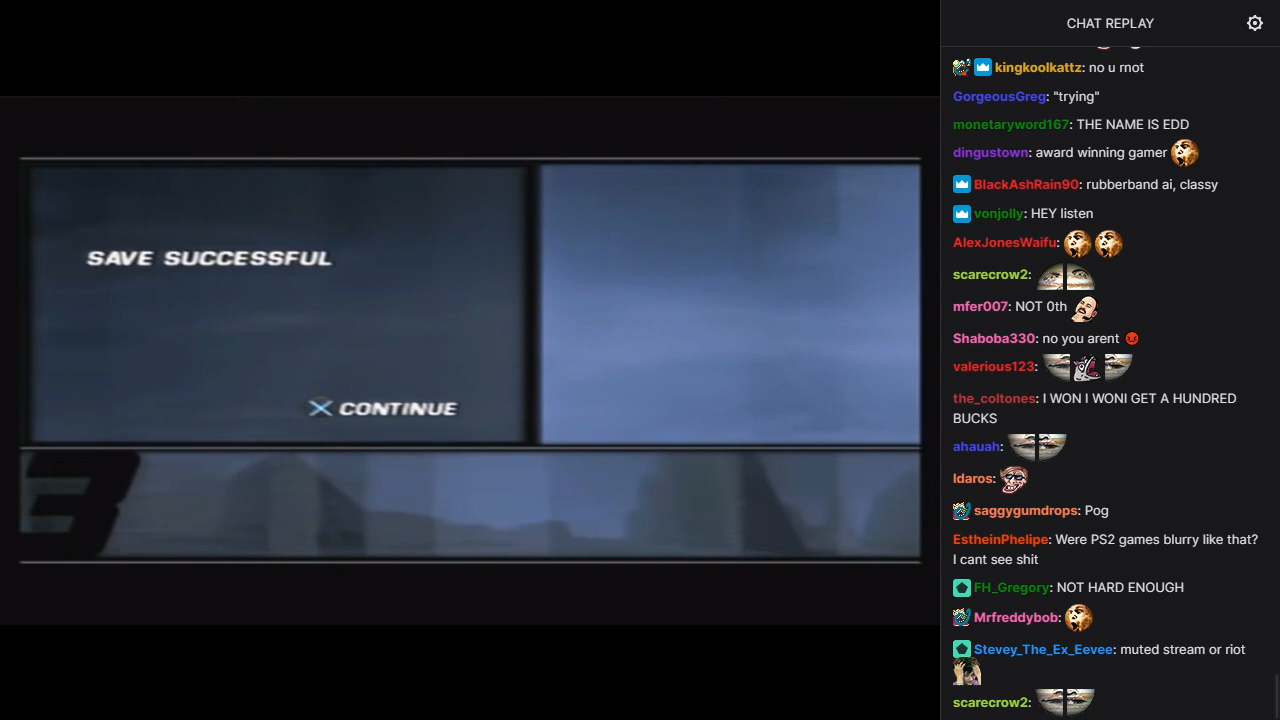 SAVE SUCCESSFUL
CONTINUE
3
CHAT REPLAY
kingkoolkattz: no u rnot
GorgeousGreg: "trying"
monetaryword167: THE NAME IS EDD
dingustown: award winning gamer
BlackAshRain90: rubberband ai, classy
vonjolly: HEY listen
AlexJonesWaifu:
scarecrow2:
mfer007: NOT 0th
Shaboba330: no you arent
valerious123:
the_coltones: I WON I WONI GET A HUNDRED
BUCKS
ahauah:
Idaros:
saggygumdrops: Pog
EstheinPhelipe: Were PS2 games blurry like that?
I cant see shit
FH_Gregory: NOT HARD ENOUGH
Mrfreddybob:
Stevey_The_Ex_Eevee: muted stream or riot
scarecrow2: